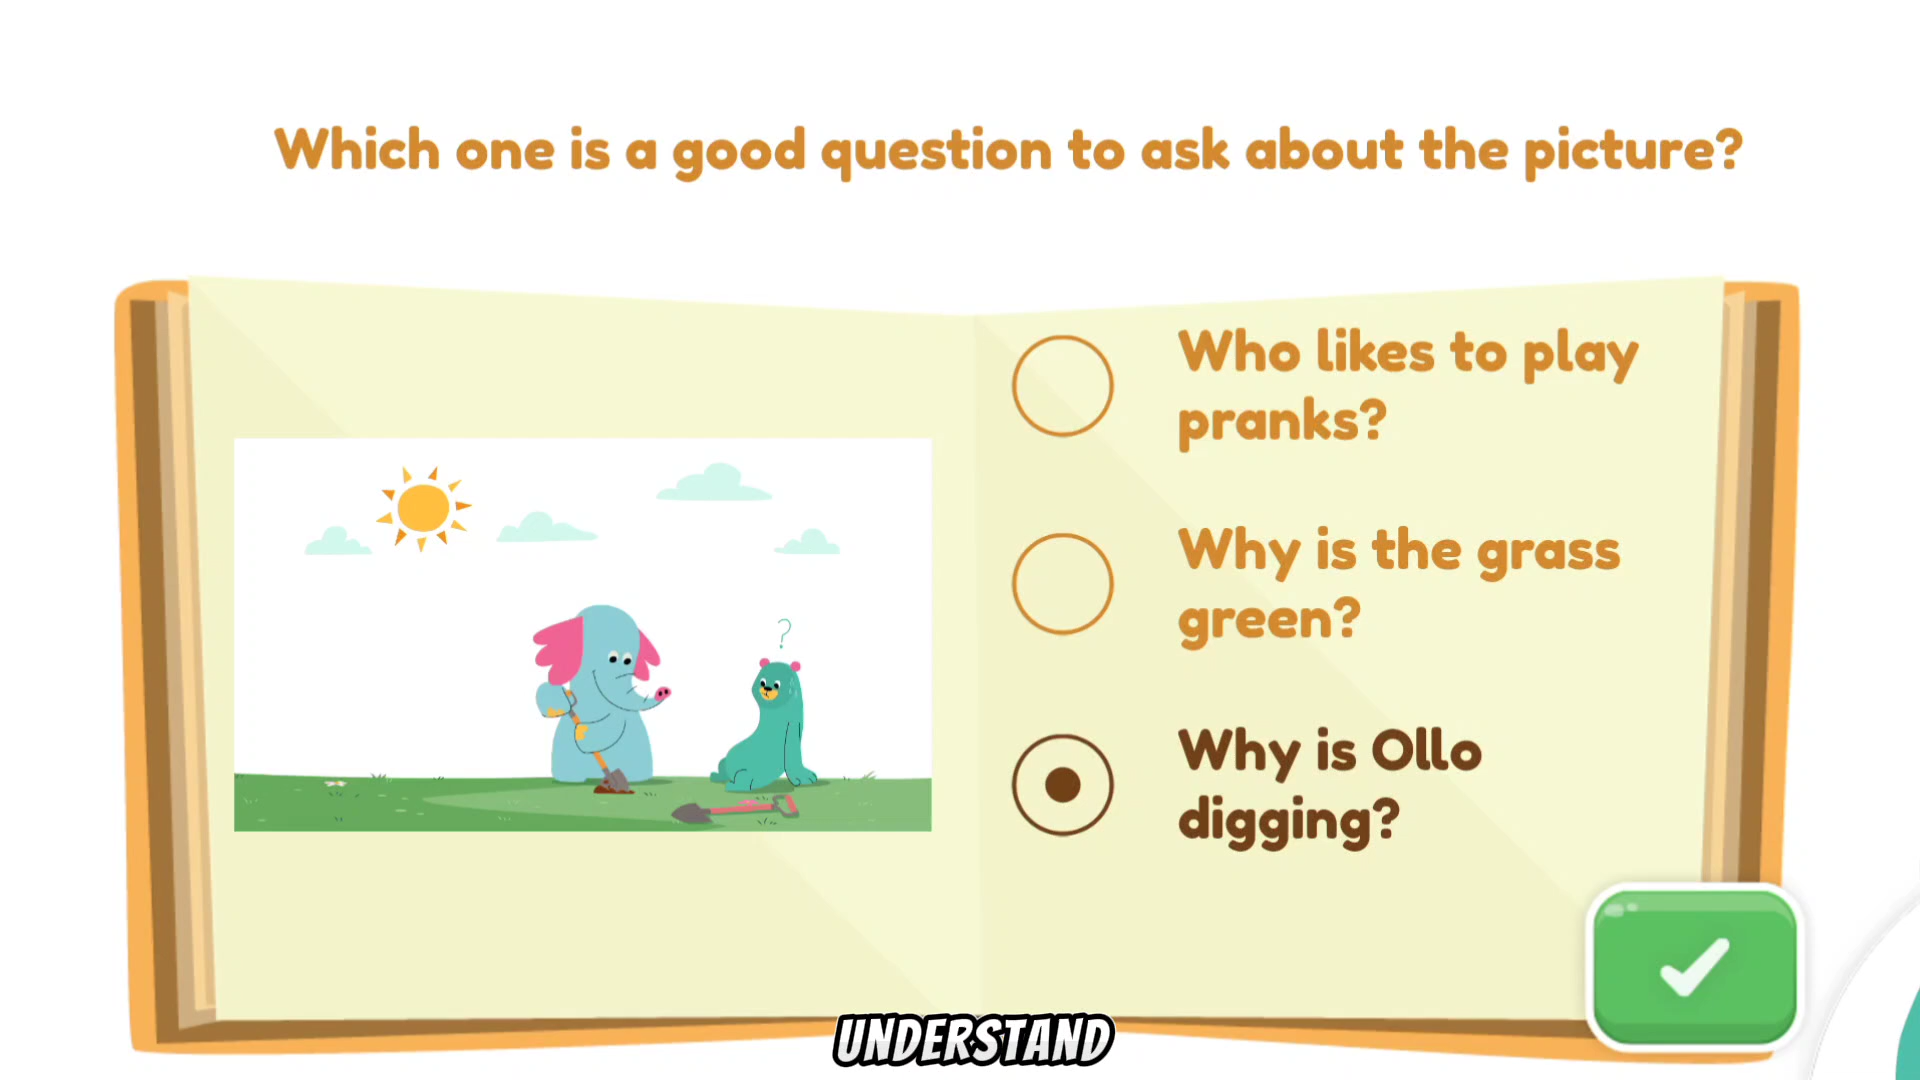 Which one is a good question to ask about the picture?
Who likes to play
pranks?
Why is the grass
green?
?
Why is Ollo
digging?
UNDERSTAND